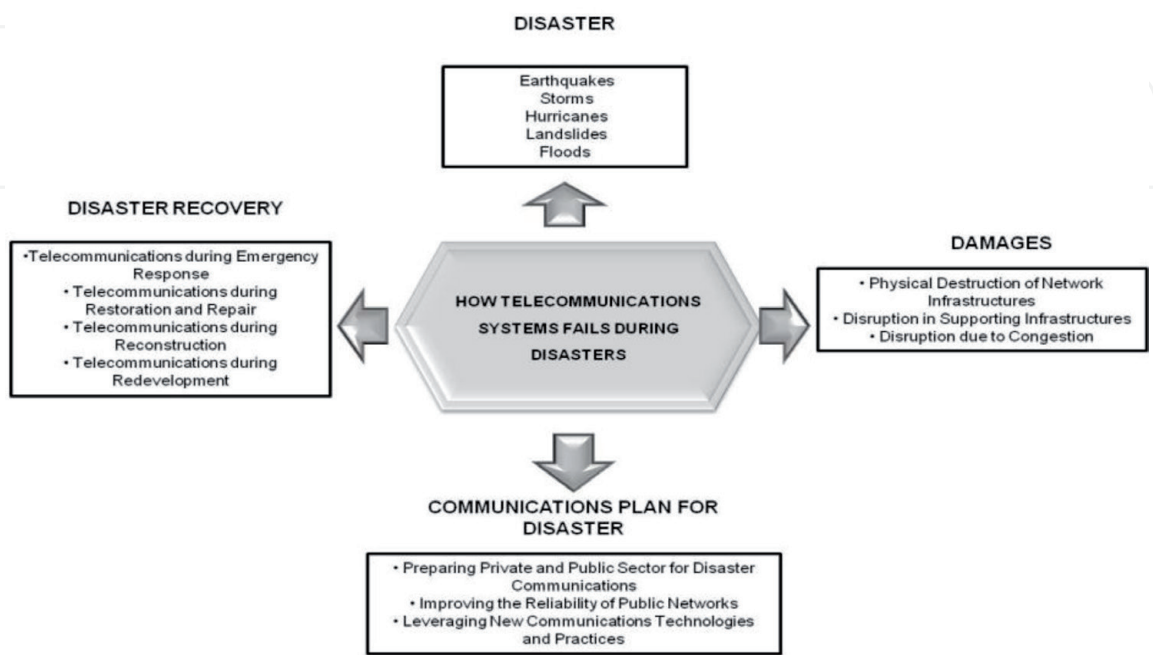 DISASTER
Earthquakes
Storms
Hurricanes
Landslides
Floods
DISASTER RECOVERY
•Telecommunications during Emergency
Response
• Telecommunications during
Restoration and Repair
• Telecommunications during
Reconstruction
• Telecommunications during
Redevelopment
HOW TELECOMMUNICATIONS
SYSTEMS FAILS DURING
DISASTERS
DAMAGES
• Physical Destruction of Network
Infrastructures
• Disruption in Supporting Infrastructures
• Disruption due to Congestion
COMMUNICATIONS PLAN FOR
DISASTER
• Preparing Private and Public Sector for Disaster
Communications
• Improving the Reliability of Public Networks
• Leveraging New Communications Technologies
and Practices